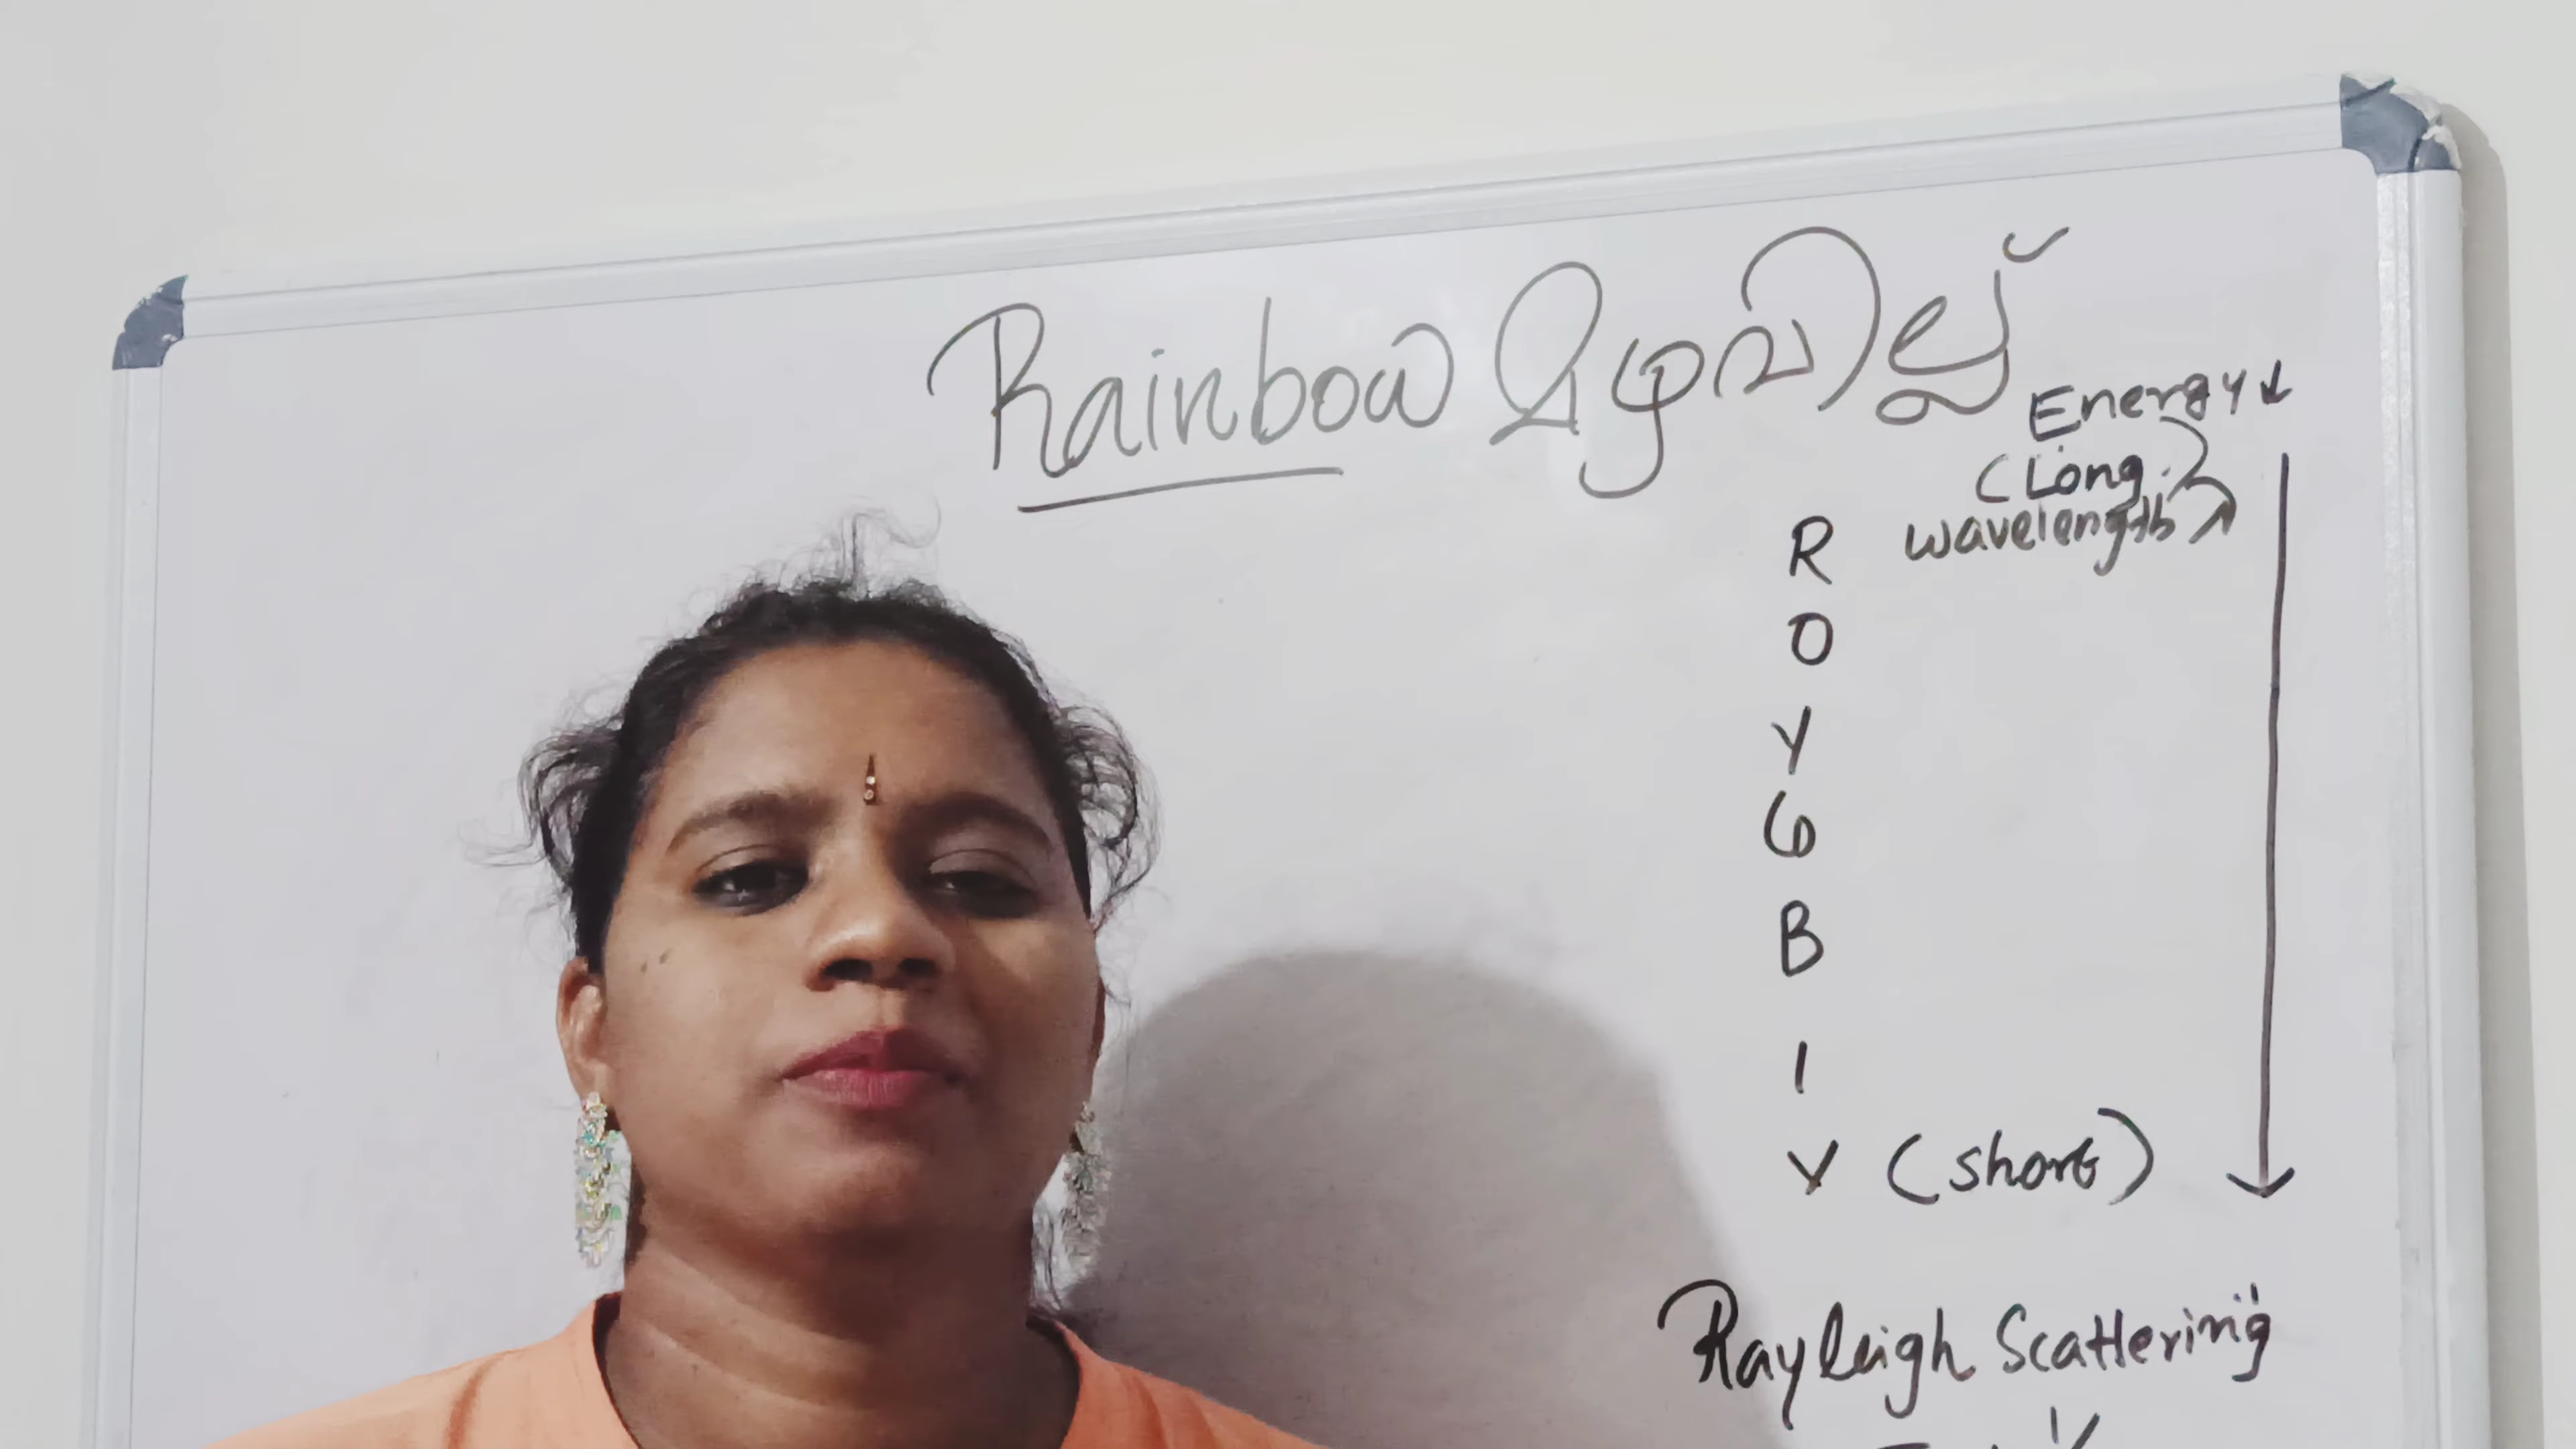 Rainbow മഴവില്ല്
Energy ↓
(Long
wavelength)
R
O
Y
G
B
I
V (short)
Rayleigh Scattering